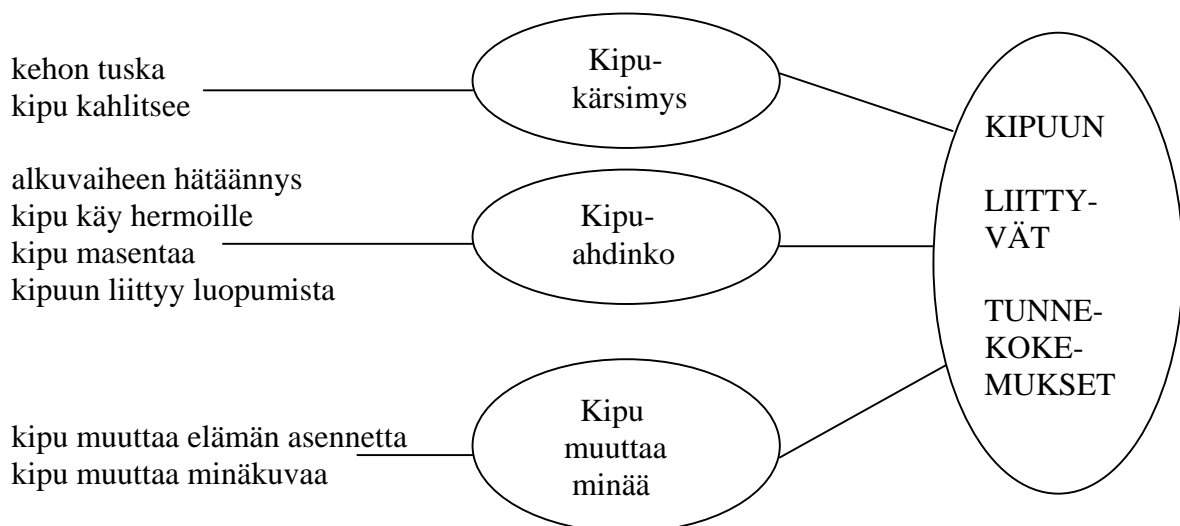 kehon tuska
kipu kahlitsee
Kipu-
kärsimys
alkuvaiheen hätäännys
kipu käy hermoille
kipu masentaa
kipuun liittyy luopumista
Kipu-
ahdinko
kipu muuttaa elämän asennetta
kipu muuttaa minäkuvaa
Kipu
muuttaa
minää
KIPUUN
LIITTY-
VÄT
TUNNE-
KOKE-
MUKSET